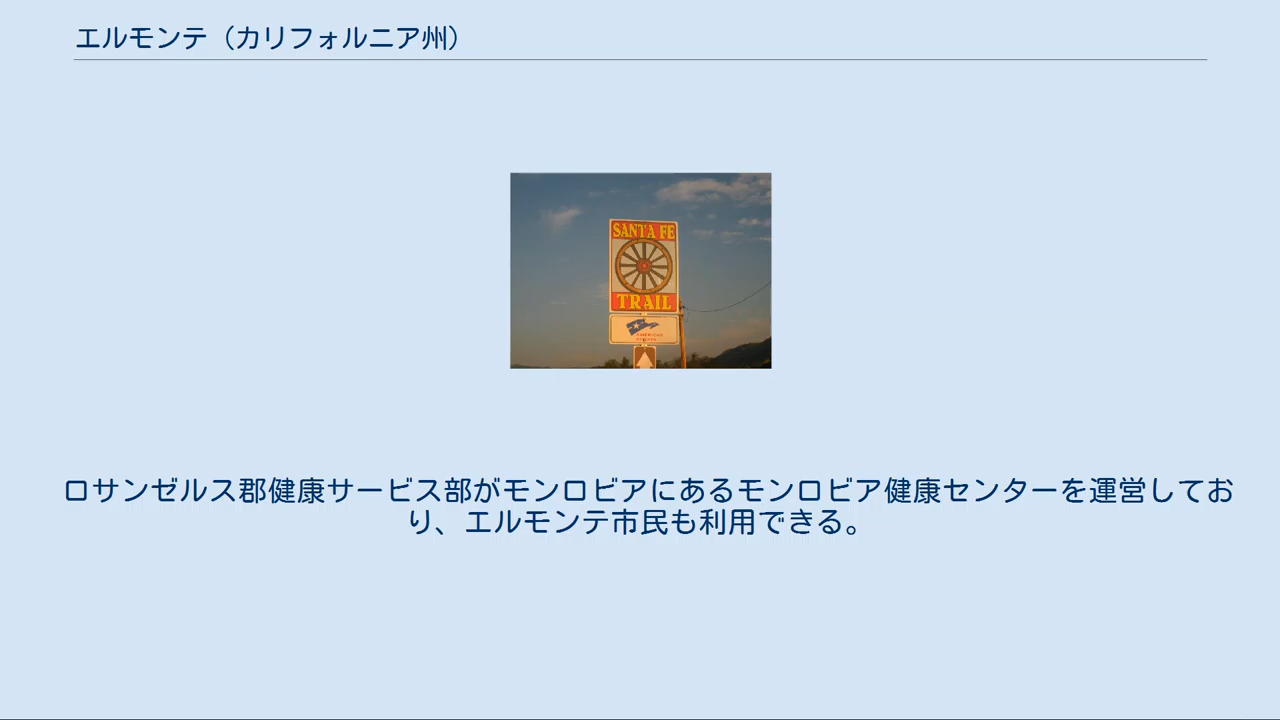 エルモンテ（カリフォルニア州）
SANTA FE
TRAIL
AMERICAN
ロサンゼルス郡健康サービス部がモンロビアにあるモンロビア健康センターを運営してお
り、エルモンテ市民も利用できる。